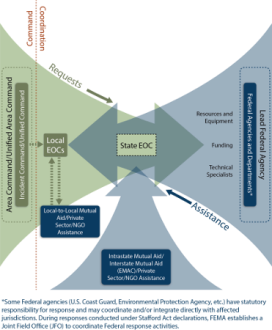 Command
Coordination
Requests
Area Command/Unified Area Command
Incident Command/Unified Command
Local
EOCs
State EOC
Resources and
Equipment
Funding
Technical
Specialists
Federal Agencies
and Departments*
Lead Federal Agency
Local-to-Local Mutual
Aid/Private
Sector/NGO
Assistance
Assistance
Intrastate Mutual Aid/
Interstate Mutual Aid
(EMAC)/Private
Sector/NGO
Assistance
*Some Federal agencies (U.S. Coast Guard, Environmental Protection Agency, etc.) have statutory
responsibility for response and may coordinate and/or integrate directly with affected
jurisdictions. During responses conducted under Stafford Act declarations, FEMA establishes a
Joint Field Office (JFO) to coordinate Federal response activities.